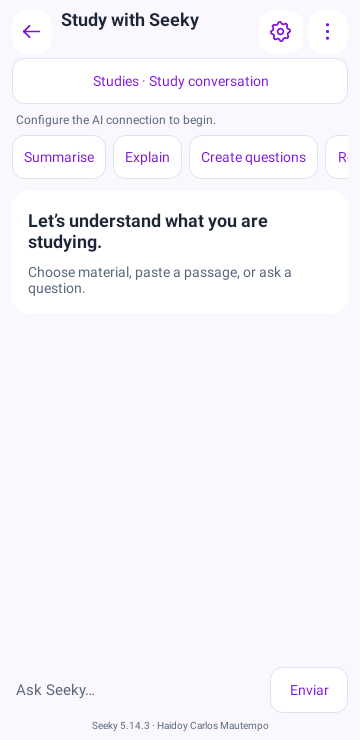 Study with Seeky
Studies · Study conversation
Configure the AI connection to begin.
Summarise
Explain
Create questions
Let's understand what you are
studying.
Choose material, paste a passage, or ask a
question.
Ask Seeky…
Enviar
Seeky 5.14.3 · Haidoy Carlos Mautempo